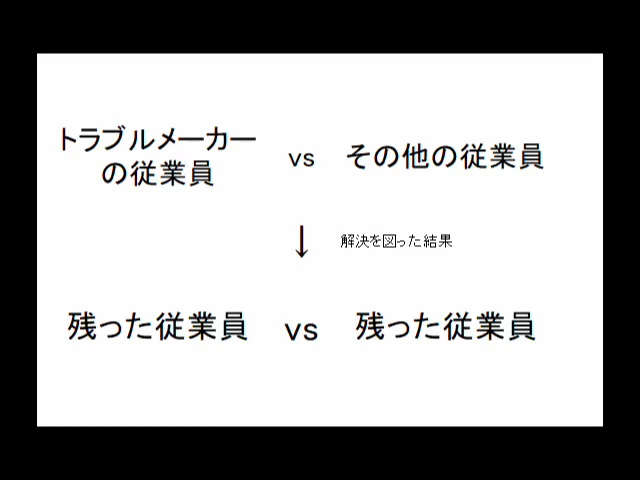 トラブルメーカー
の従業員
vs
その他の従業員
↓
解決を図った結果
残った従業員
vs
残った従業員